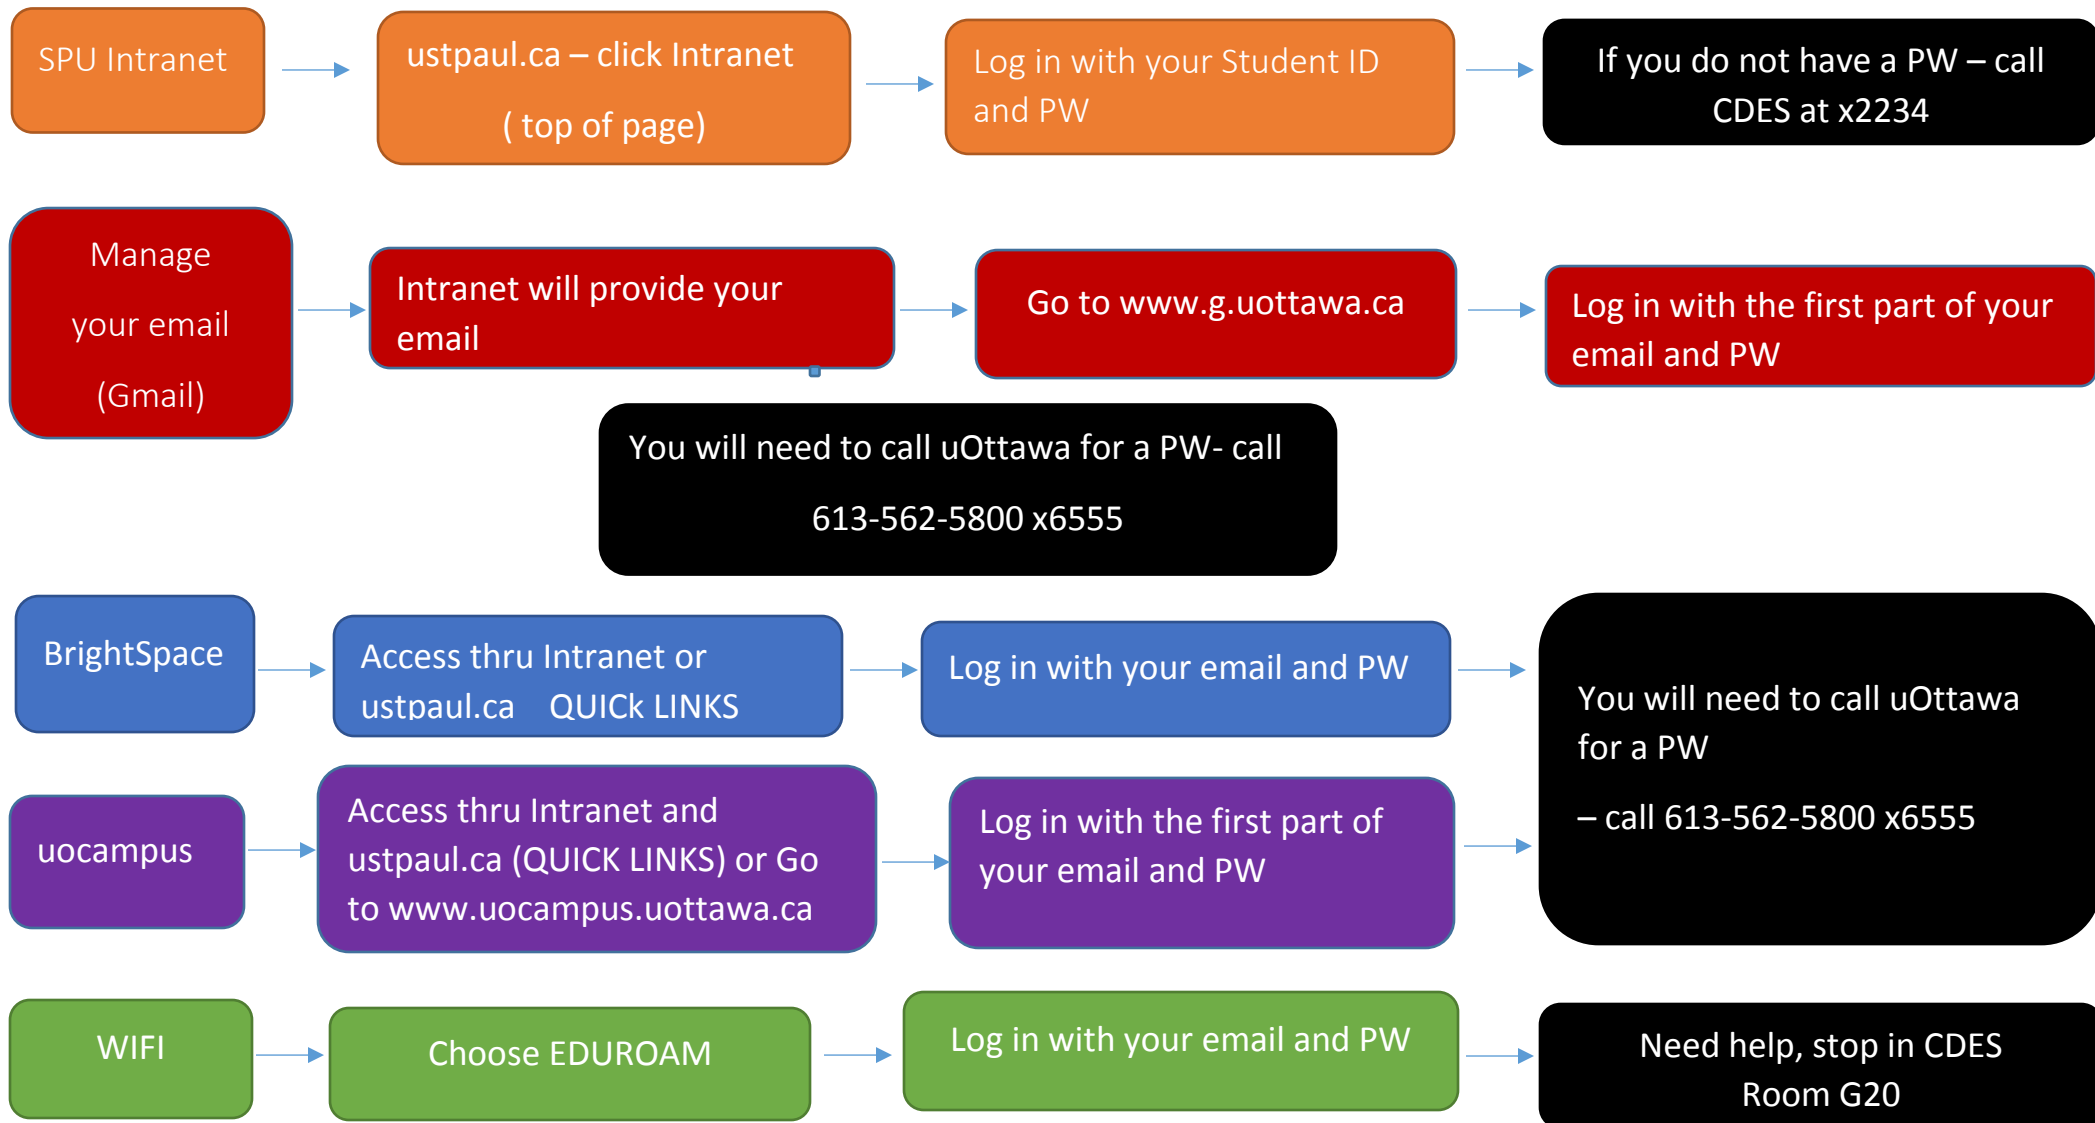 SPU Intranet
ustpaul.ca – click Intranet
( top of page)
Log in with your Student ID
and PW
If you do not have a PW – call
CDES at x2234
Manage
your email
(Gmail)
Intranet will provide your
email
Go to www.g.uottawa.ca
Log in with the first part of your
email and PW
You will need to call uOttawa for a PW- call
613-562-5800 x6555
BrightSpace
Access thru Intranet or
ustpaul.ca QUICk LINKS
Log in with your email and PW
You will need to call uOttawa
for a PW
– call 613-562-5800 x6555
uocampus
Access thru Intranet and
ustpaul.ca (QUICK LINKS) or Go
to www.uocampus.uottawa.ca
Log in with the first part of
your email and PW
WIFI
Choose EDUROAM
Log in with your email and PW
Need help, stop in CDES
Room G20